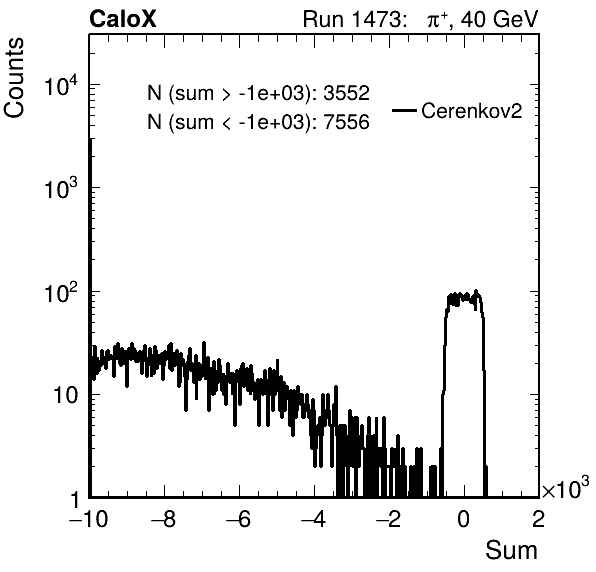 CaloX Run 1473: π⁺, 40 GeV
Counts
N (sum > -1e+03): 3552
N (sum < -1e+03): 7556
Cerenkov2
10⁴
10³
10²
10
1
−10 −8 −6 −4 −2 0 2
×10³
Sum